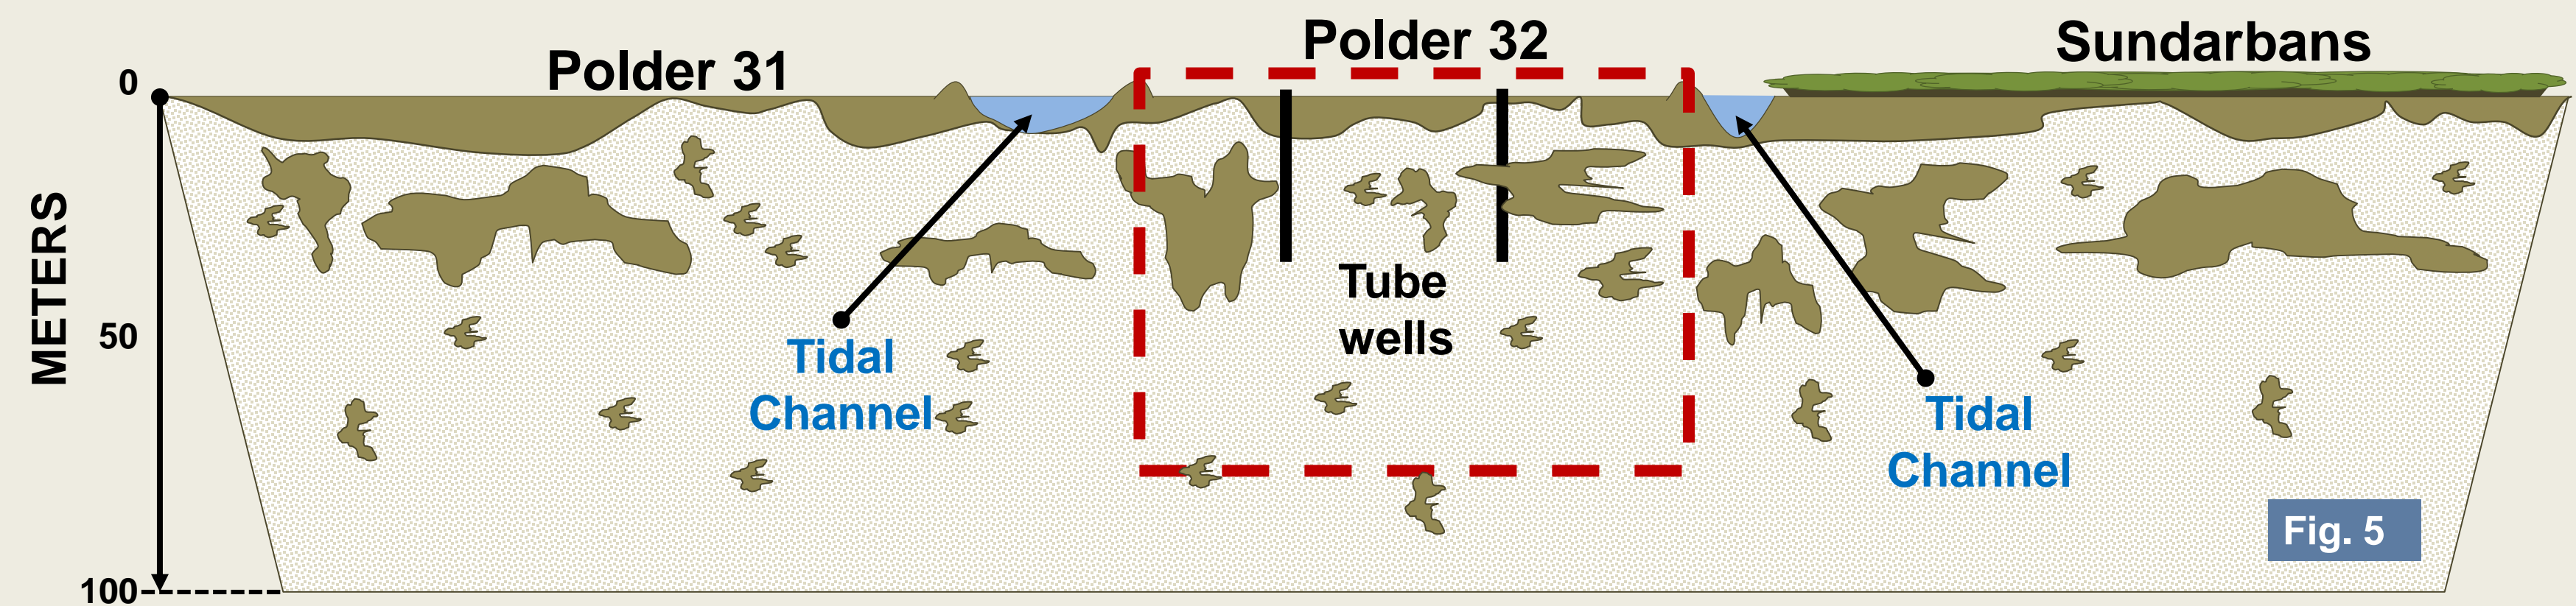 Polder 31
Polder 32
Sundarbans
0
METERS
50
100
Tube
wells
Tidal
Channel
Tidal
Channel
Fig. 5